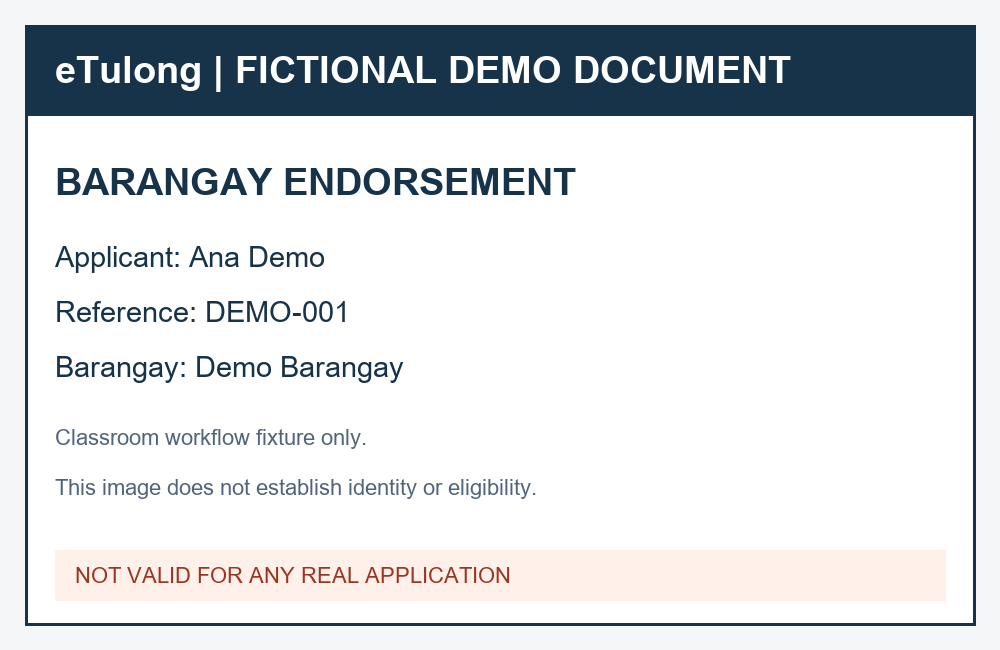 eTulong | FICTIONAL DEMO DOCUMENT
BARANGAY ENDORSEMENT
Applicant: Ana Demo
Reference: DEMO-001
Barangay: Demo Barangay
Classroom workflow fixture only.
This image does not establish identity or eligibility.
NOT VALID FOR ANY REAL APPLICATION